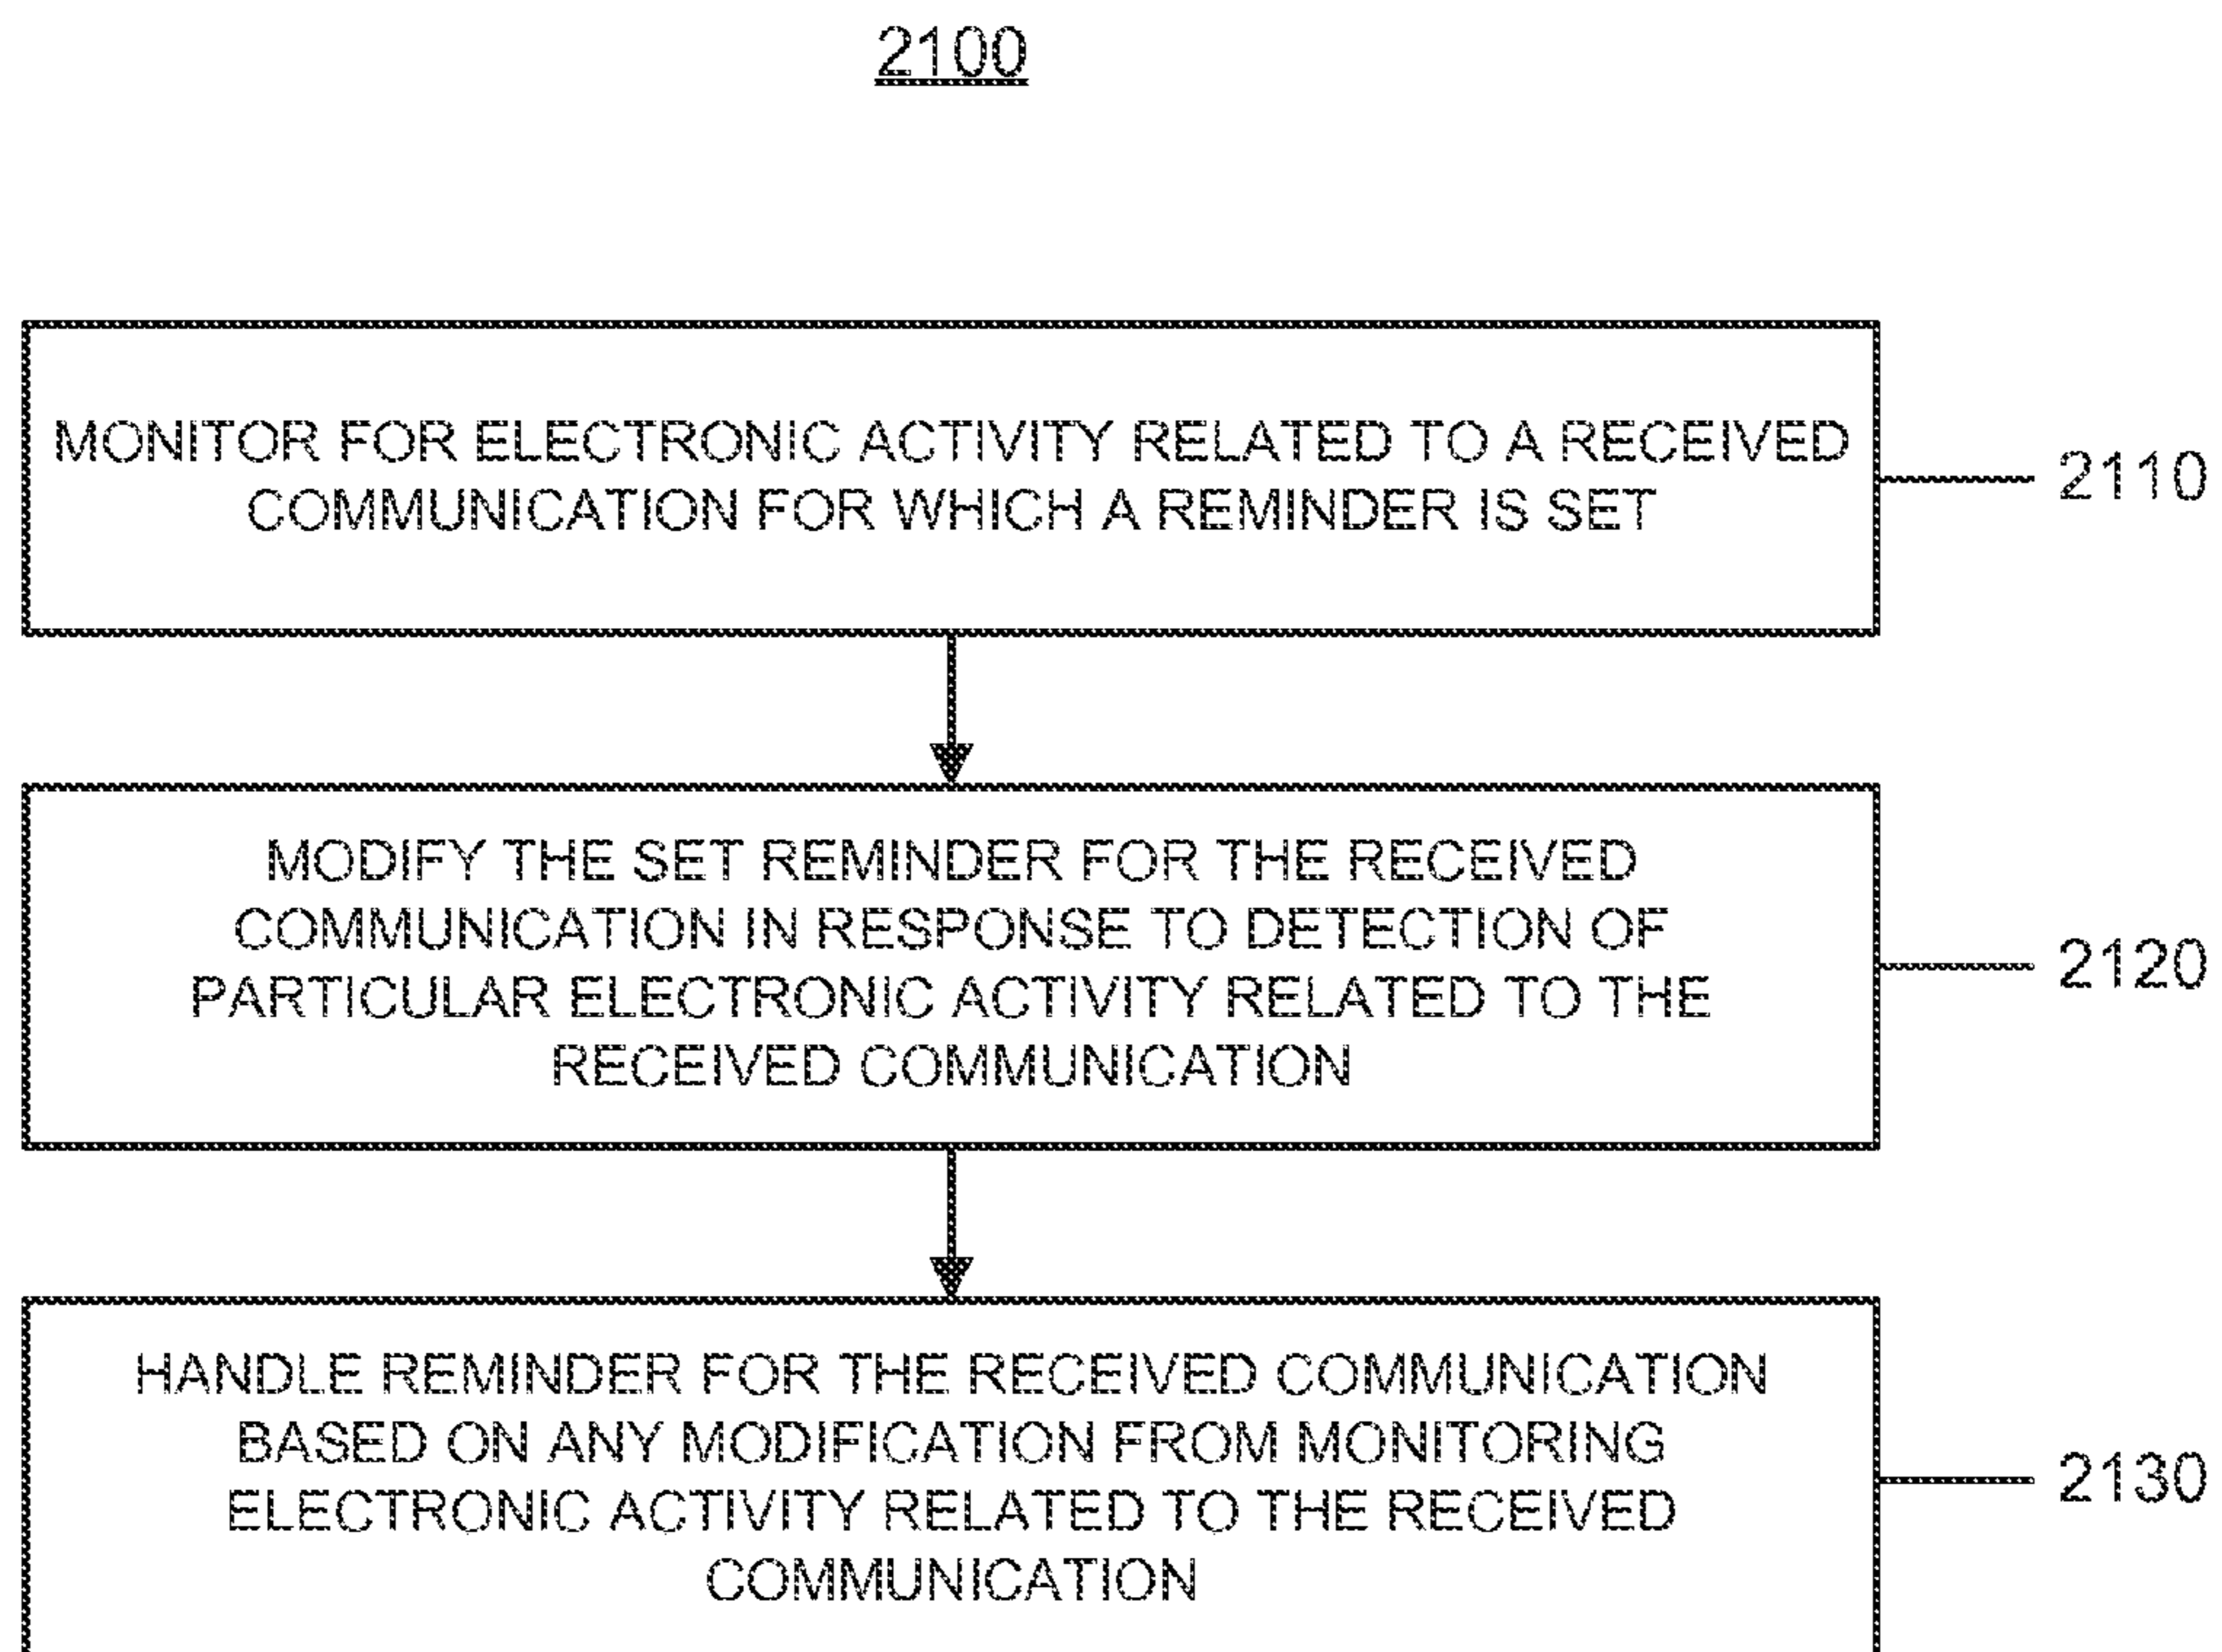 2100
MONITOR FOR ELECTRONIC ACTIVITY RELATED TO A RECEIVED
COMMUNICATION FOR WHICH A REMINDER IS SET
2110
MODIFY THE SET REMINDER FOR THE RECEIVED
COMMUNICATION IN RESPONSE TO DETECTION OF
PARTICULAR ELECTRONIC ACTIVITY RELATED TO THE
RECEIVED COMMUNICATION
2120
HANDLE REMINDER FOR THE RECEIVED COMMUNICATION
BASED ON ANY MODIFICATION FROM MONITORING
ELECTRONIC ACTIVITY RELATED TO THE RECEIVED
COMMUNICATION
2130